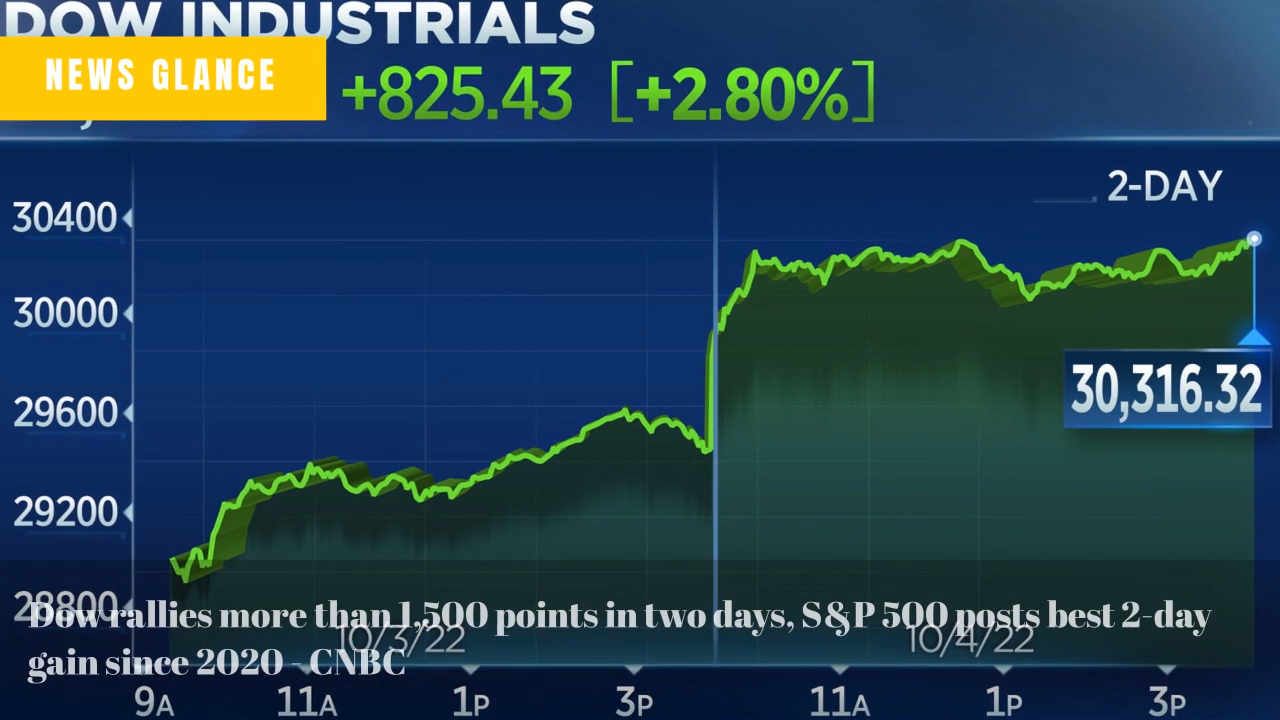 DOW INDUSTRIALS
NEWS GLANCE
+825.43 [+2.80%]
2-DAY
30400
30000
30,316.32
29600
29200
28800
Dow rallies more than 1,500 points in two days, S&P 500 posts best 2-day
10/3/22 10/4/22
gain since 2020 - CNBC
9A 11A 1P 3P 11A 1P 3P